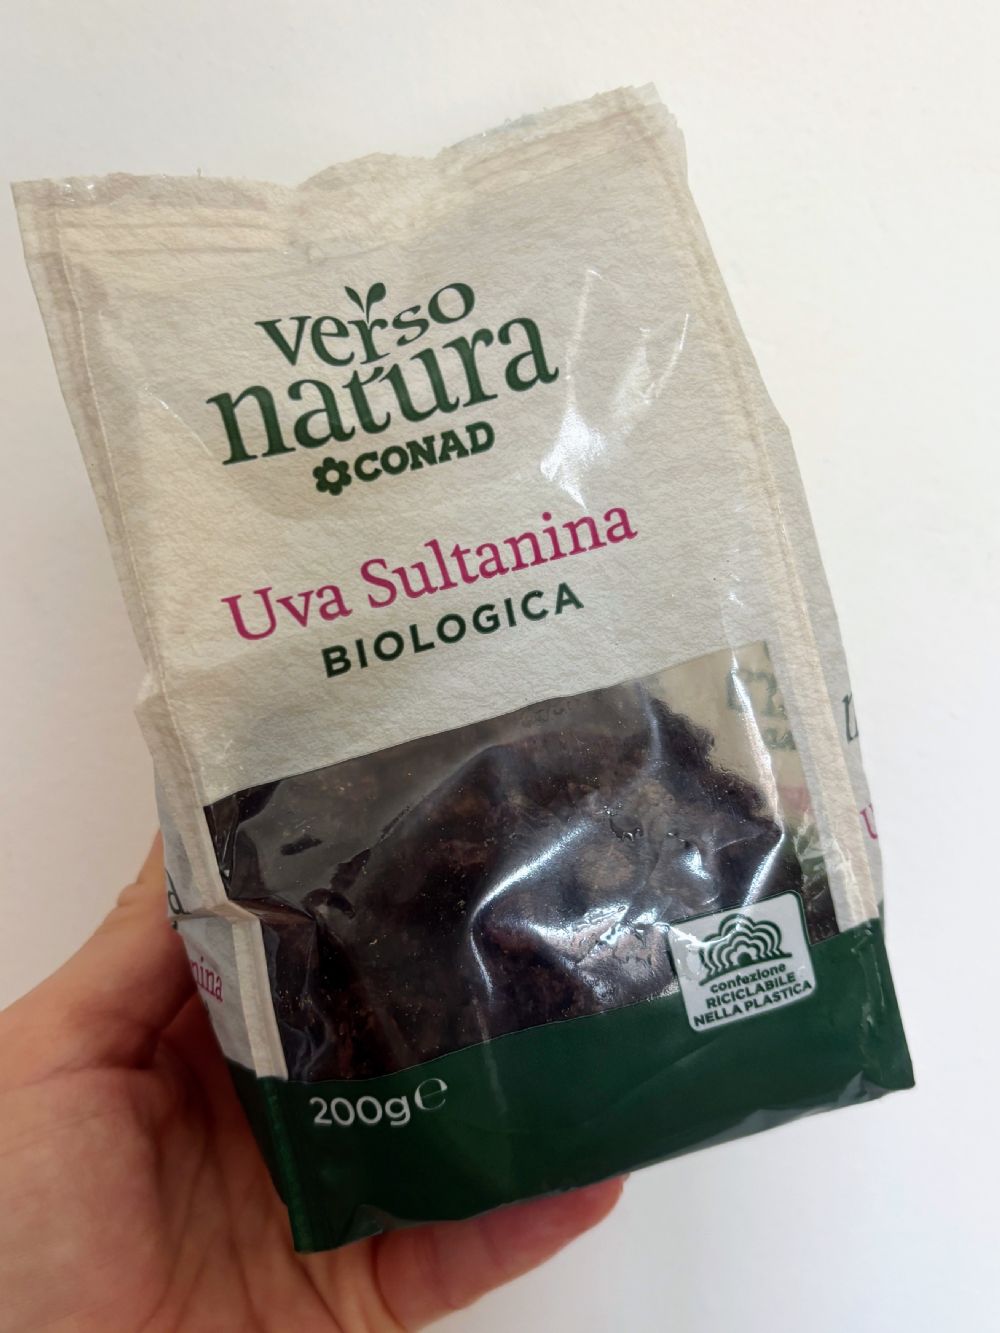 verso
natura
CONAD
Uva Sultanina
BIOLOGICA
confezione
RICICLABILE
NELLA PLASTICA
200g℮